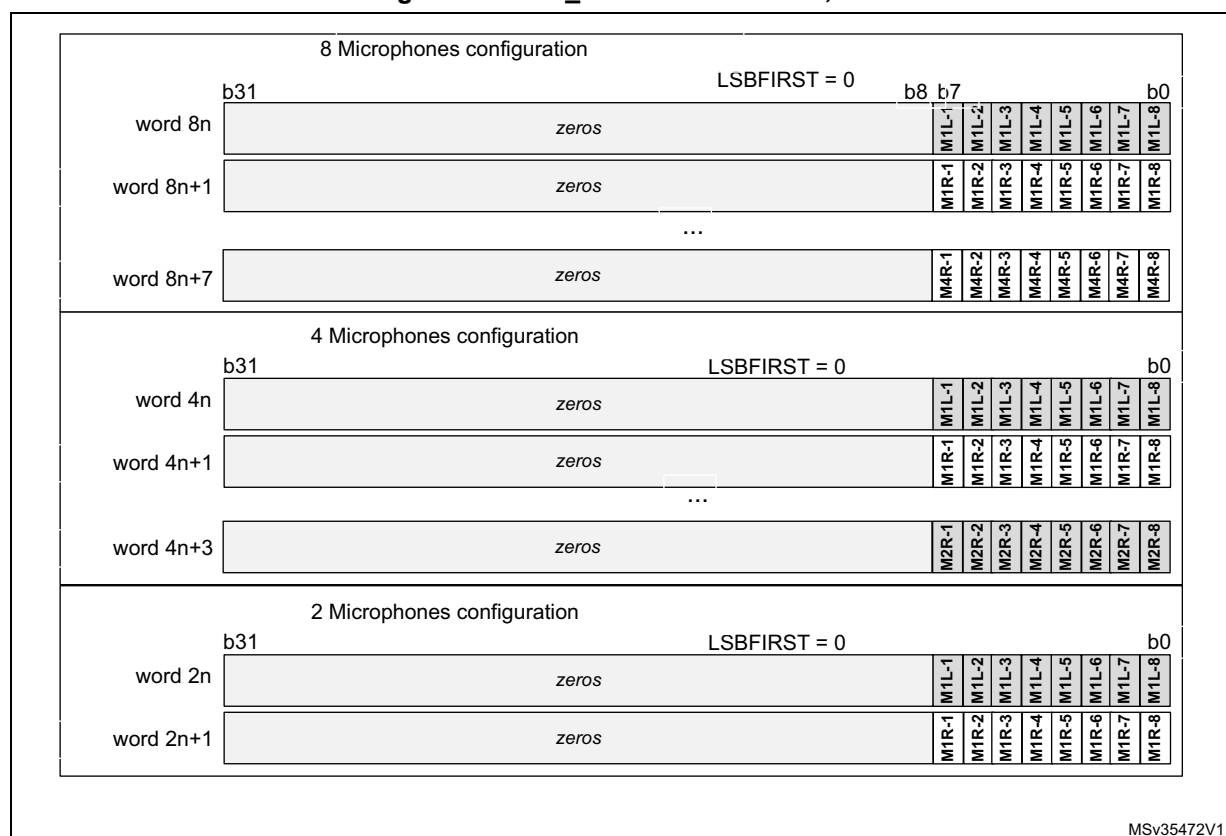 8 Microphones configuration
LSBFIRST = 0
b31 b8 b7 b0
word 8n zeros M1L-1 M1L-2 M1L-3 M1L-4 M1L-5 M1L-6 M1L-7 M1L-8
word 8n+1 zeros M1R-1 M1R-2 M1R-3 M1R-4 M1R-5 M1R-6 M1R-7 M1R-8
...
word 8n+7 zeros M4R-1 M4R-2 M4R-3 M4R-4 M4R-5 M4R-6 M4R-7 M4R-8
4 Microphones configuration
b31 LSBFIRST = 0 b0
word 4n zeros M1L-1 M1L-2 M1L-3 M1L-4 M1L-5 M1L-6 M1L-7 M1L-8
word 4n+1 zeros M1R-1 M1R-2 M1R-3 M1R-4 M1R-5 M1R-6 M1R-7 M1R-8
...
word 4n+3 zeros M2R-1 M2R-2 M2R-3 M2R-4 M2R-5 M2R-6 M2R-7 M2R-8
2 Microphones configuration
b31 LSBFIRST = 0 b0
word 2n zeros M1L-1 M1L-2 M1L-3 M1L-4 M1L-5 M1L-6 M1L-7 M1L-8
word 2n+1 zeros M1R-1 M1R-2 M1R-3 M1R-4 M1R-5 M1R-6 M1R-7 M1R-8
MSv35472V1